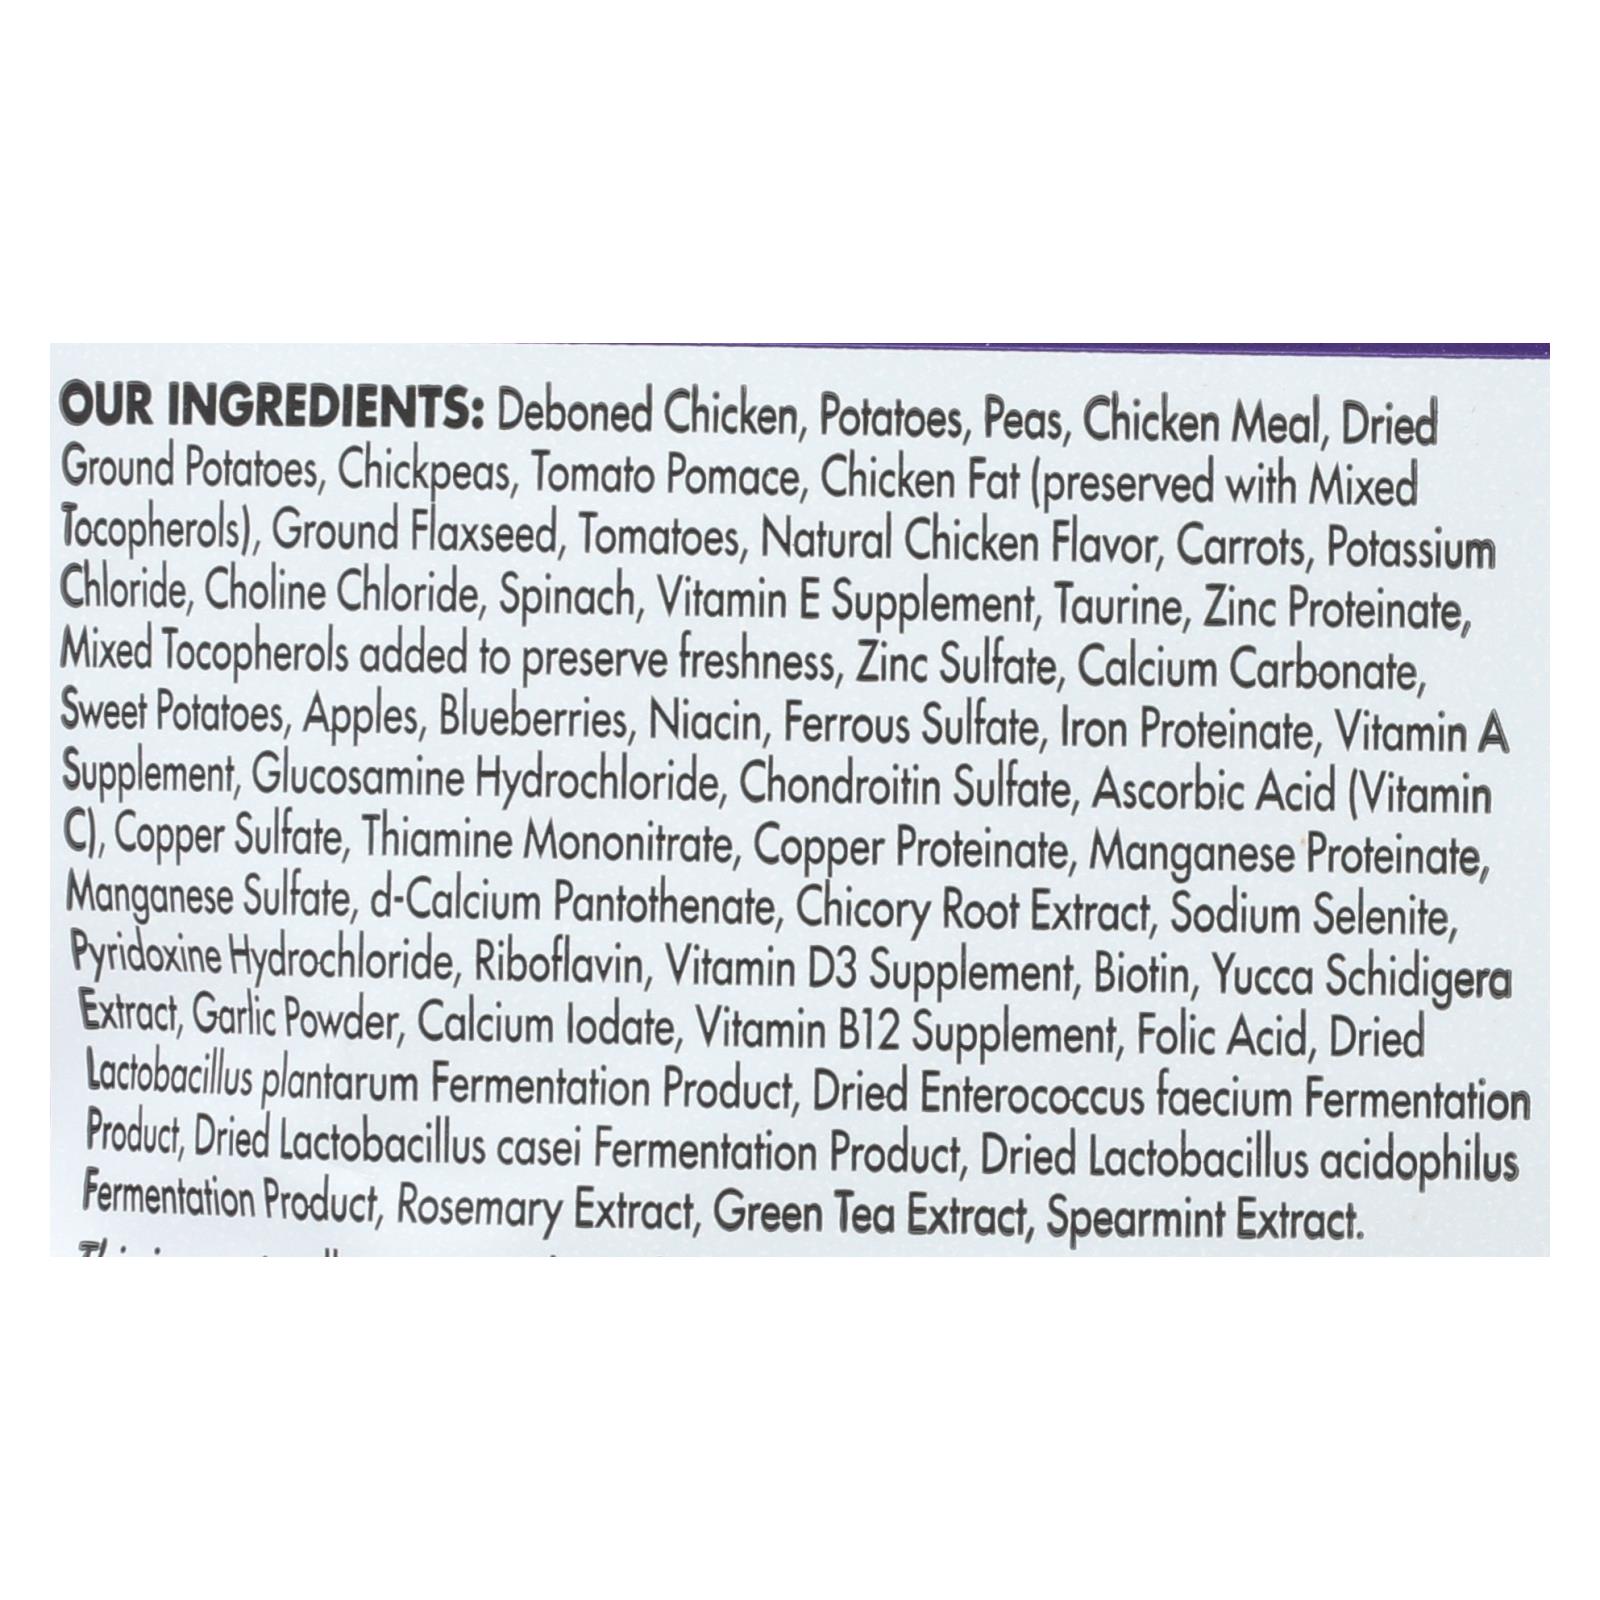 OUR INGREDIENTS: Deboned Chicken, Potatoes, Peas, Chicken Meal, Dried
Ground Potatoes, Chickpeas, Tomato Pomace, Chicken Fat (preserved with Mixed
Tocopherols), Ground Flaxseed, Tomatoes, Natural Chicken Flavor, Carrots, Potassium
Chloride, Choline Chloride, Spinach, Vitamin E Supplement, Taurine, Zinc Proteinate,
Mixed Tocopherols added to preserve freshness, Zinc Sulfate, Calcium Carbonate,
Sweet Potatoes, Apples, Blueberries, Niacin, Ferrous Sulfate, Iron Proteinate, Vitamin A
Supplement, Glucosamine Hydrochloride, Chondroitin Sulfate, Ascorbic Acid (Vitamin
C), Copper Sulfate, Thiamine Mononitrate, Copper Proteinate, Manganese Proteinate,
Manganese Sulfate, d-Calcium Pantothenate, Chicory Root Extract, Sodium Selenite,
Pyridoxine Hydrochloride, Riboflavin, Vitamin D3 Supplement, Biotin, Yucca Schidigera
Extract, Garlic Powder, Calcium Iodate, Vitamin B12 Supplement, Folic Acid, Dried
Lactobacillus plantarum Fermentation Product, Dried Enterococcus faecium Fermentation
Product, Dried Lactobacillus casei Fermentation Product, Dried Lactobacillus acidophilus
Fermentation Product, Rosemary Extract, Green Tea Extract, Spearmint Extract.